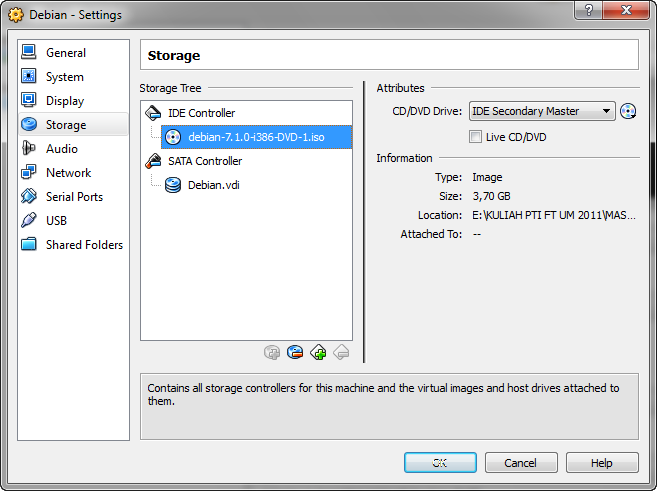 Debian - Settings
?
General
System
Display
Storage
Audio
Network
Serial Ports
USB
Shared Folders
Storage
Storage Tree
IDE Controller
debian-7.1.0-i386-DVD-1.iso
SATA Controller
Debian.vdi
Attributes
CD/DVD Drive: IDE Secondary Master
Live CD/DVD
Information
Type: Image
Size: 3,70 GB
Location: E:\KULIAH PTI FT UM 2011\MAS...
Attached To: --
Contains all storage controllers for this machine and the virtual images and host drives attached to
them.
OK Cancel Help